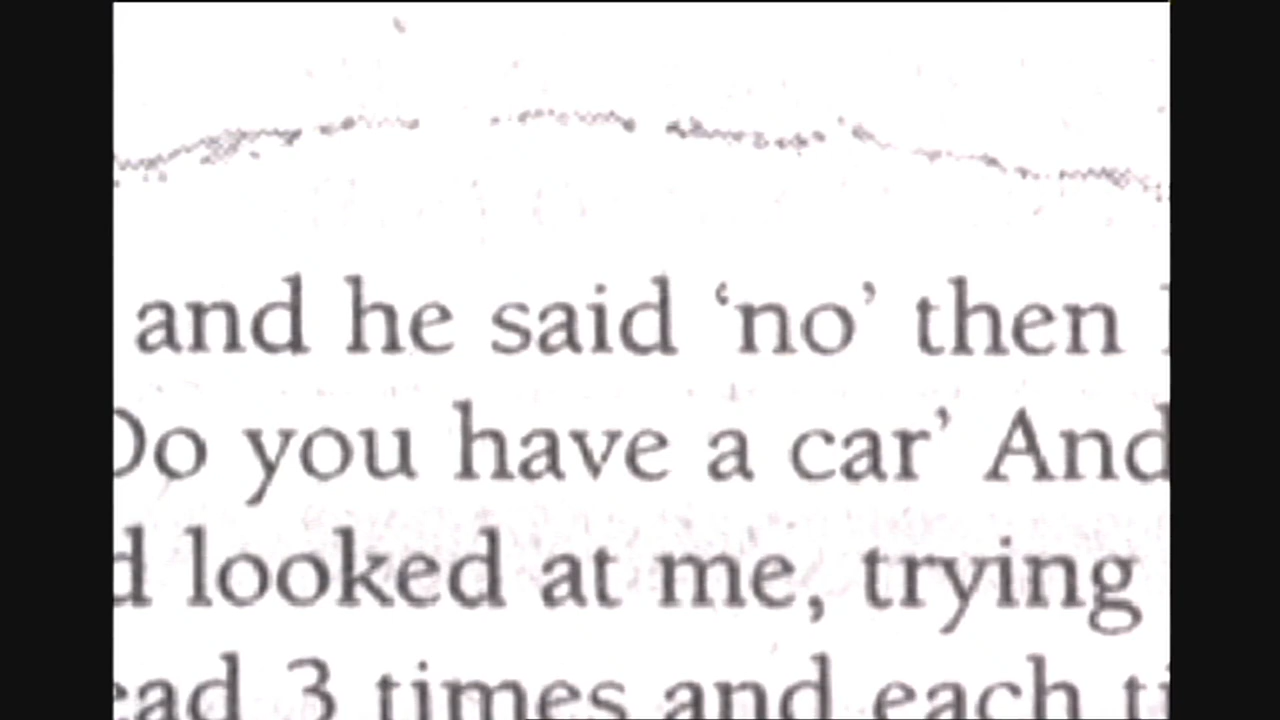 and he said ‘no’ then
Do you have a car’ And
looked at me, trying
3 times and each